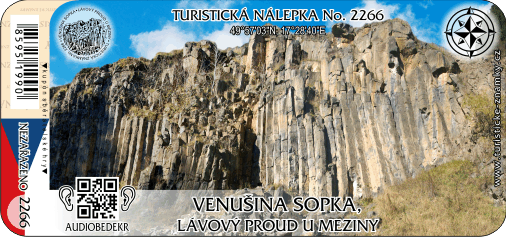 TURISTICKÁ NÁLEPKA No. 2266
49°57'03"N, 17°28'40"E
NEZAŘAZENO 2266
www.turisticke-znamky.cz
AUDIOBEDEKR
VENUŠINA SOPKA,
LÁVOVÝ PROUD U MEZINY